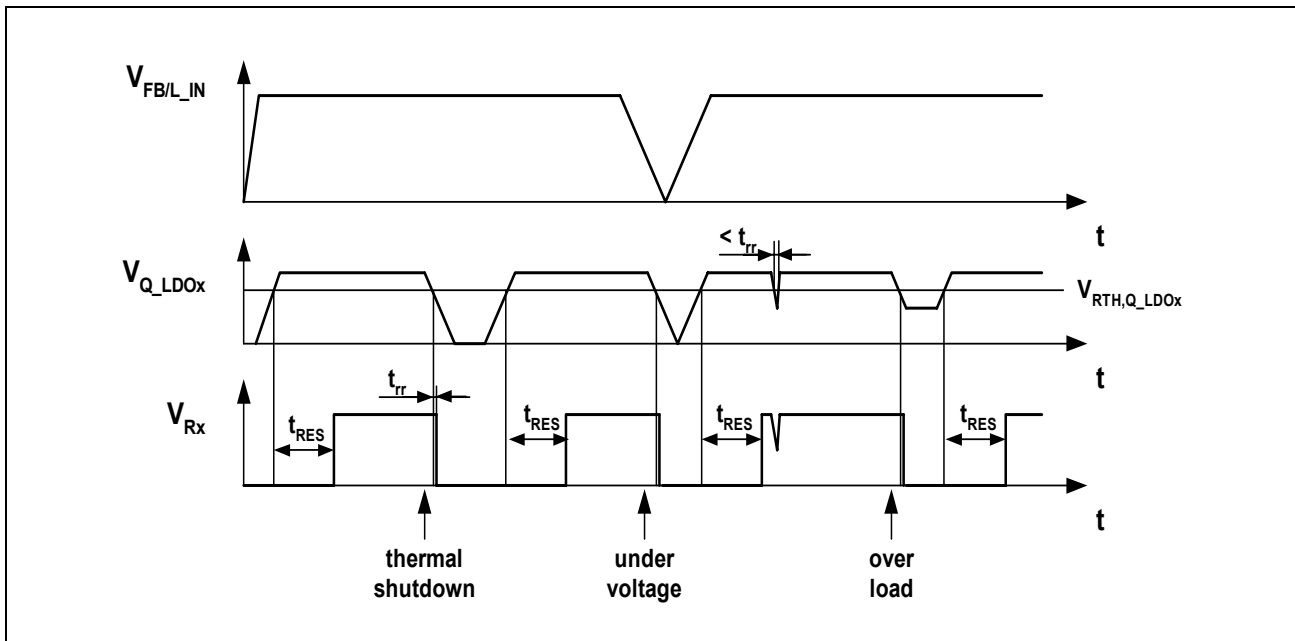 V_FB/L_IN
t
< t_rr
V_Q_LDOx
V_RTH,Q_LDOx
t
t_rr
V_Rx
t_RES
t_RES
t_RES
t_RES
t
thermal shutdown
under voltage
over load